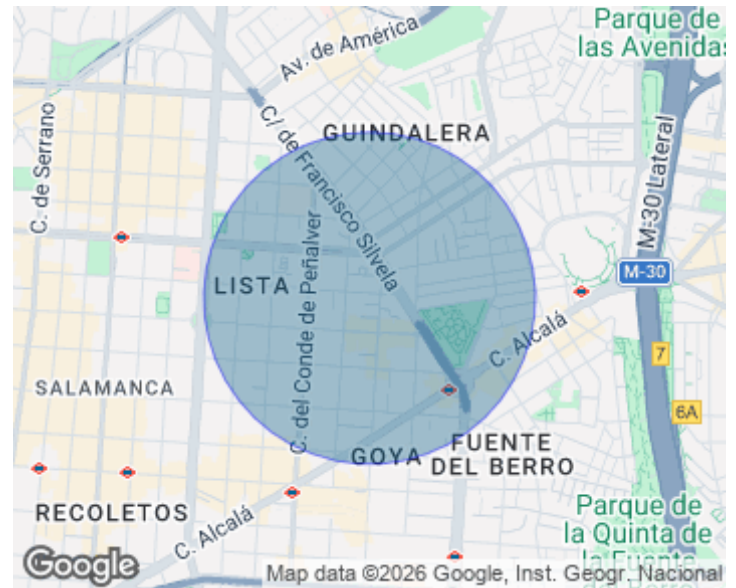 Parque de
las Avenidas
Av. de América
C. de Serrano
C/ de Francisco Silvela
GUINDALERA
M-30 Lateral
M-30
C. del Conde de Peñalver
LISTA
C. Alcalá
7
SALAMANCA
6A
GOYA
FUENTE
DEL BERRO
RECOLETOS
C. Alcalá
Parque de
la Quinta de
la Fuente
Google
Map data ©2026 Google, Inst. Geogr. Nacional